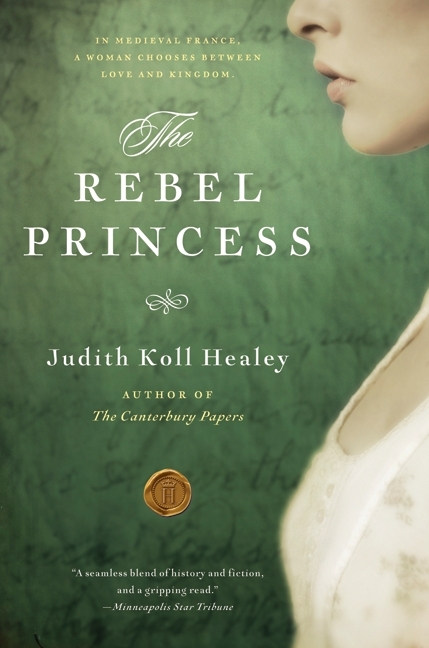 IN MEDIEVAL FRANCE,
A WOMAN CHOOSES BETWEEN
LOVE AND KINGDOM.
The
REBEL
PRINCESS
Judith Koll Healey
AUTHOR OF
The Canterbury Papers
H
“A seamless blend of history and fiction,
and a gripping read.”
—Minneapolis Star Tribune